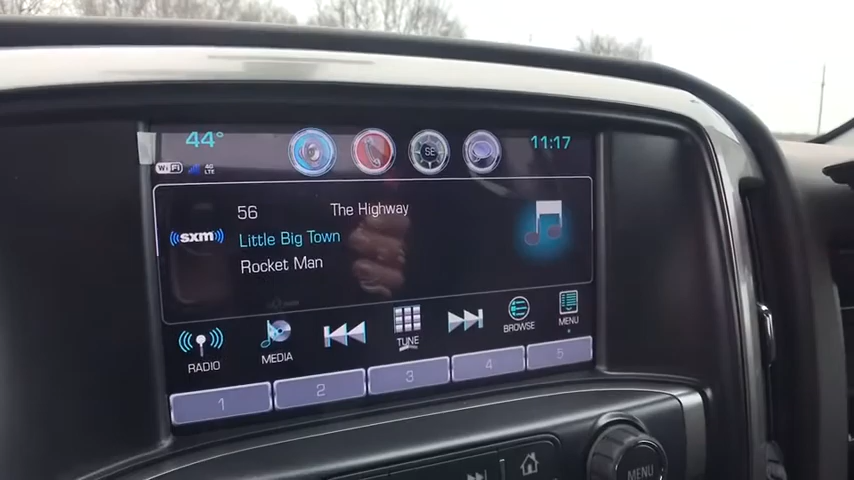 44°
SE
11:17
WiFi
4G
LTE
56
The Highway
sxm
Little Big Town
Rocket Man
RADIO
MEDIA
TUNE
BROWSE
MENU
1
2
3
4
5
MENU